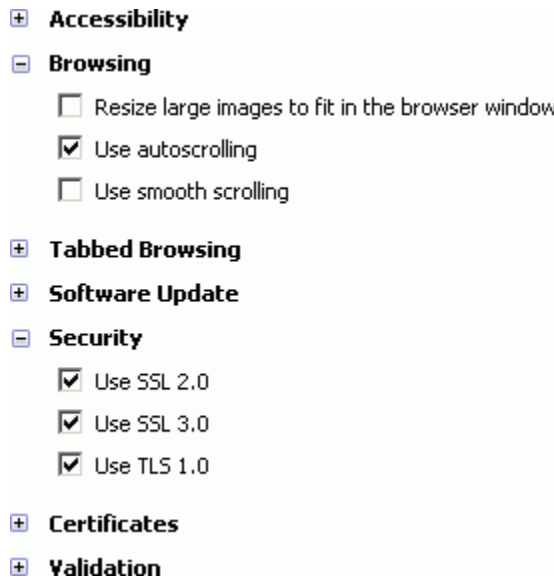 Accessibility
Browsing
Resize large images to fit in the browser window
Use autoscrolling
Use smooth scrolling
Tabbed Browsing
Software Update
Security
Use SSL 2.0
Use SSL 3.0
Use TLS 1.0
Certificates
Validation